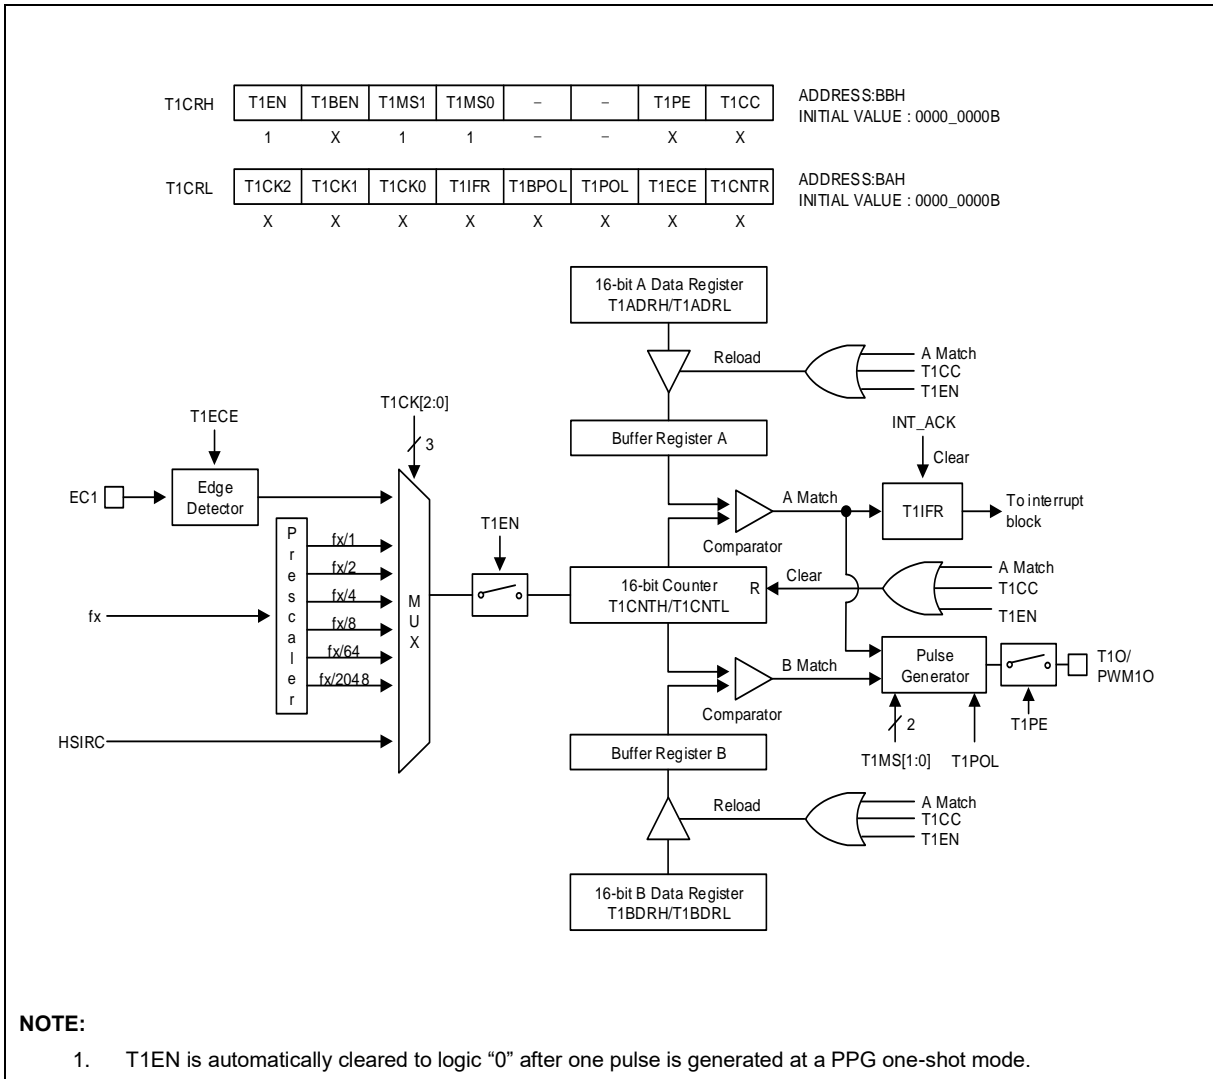 T1CRH T1EN T1BEN T1MS1 T1MS0 – – T1PE T1CC ADDRESS:BBH
INITIAL VALUE : 0000_0000B
1 X 1 1 – – X X
T1CRL T1CK2 T1CK1 T1CK0 T1IFR T1BPOL T1POL T1ECE T1CNTR ADDRESS:BAH
INITIAL VALUE : 0000_0000B
X X X X X X X X
16-bit A Data Register
T1ADRH/T1ADRL
Reload
A Match
T1CC
T1EN
T1CK[2:0]
3
T1ECE
Buffer Register A
INT_ACK
Clear
EC1
Edge
Detector
A Match
T1IFR
To interrupt
block
Comparator
T1EN
Prescaler
fx/1
fx/2
fx/4
fx/8
fx/64
fx/2048
MUX
fx
HSIRC
16-bit Counter
T1CNTH/T1CNTL
R
Clear
A Match
T1CC
T1EN
B Match
Comparator
Pulse
Generator
T1O/
PWM1O
2
T1PE
T1MS[1:0]
T1POL
Buffer Register B
Reload
A Match
T1CC
T1EN
16-bit B Data Register
T1BDRH/T1BDRL
NOTE:
1. T1EN is automatically cleared to logic “0” after one pulse is generated at a PPG one-shot mode.